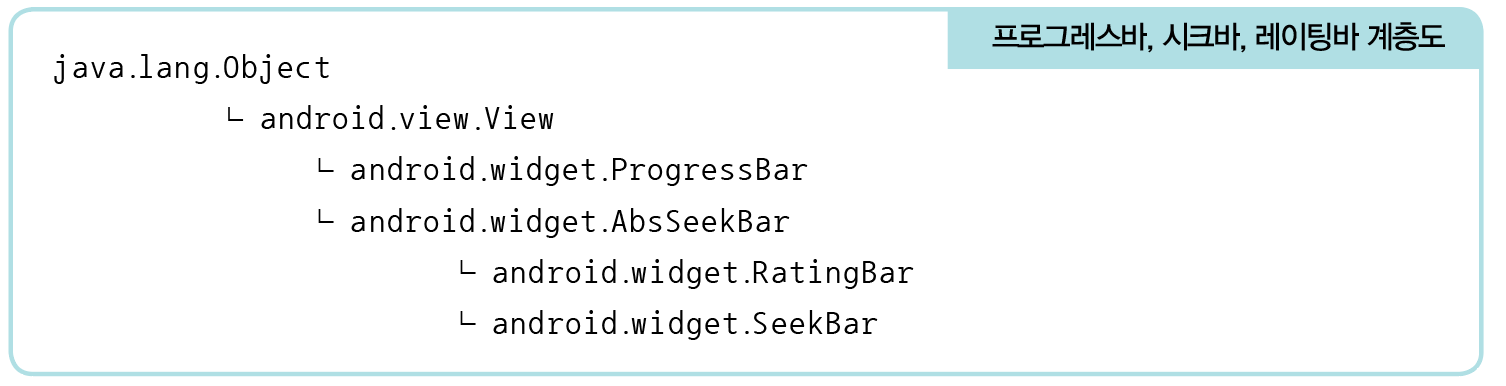 프로그레스바, 시크바, 레이팅바 계층도
java.lang.Object
└ android.view.View
└ android.widget.ProgressBar
└ android.widget.AbsSeekBar
└ android.widget.RatingBar
└ android.widget.SeekBar